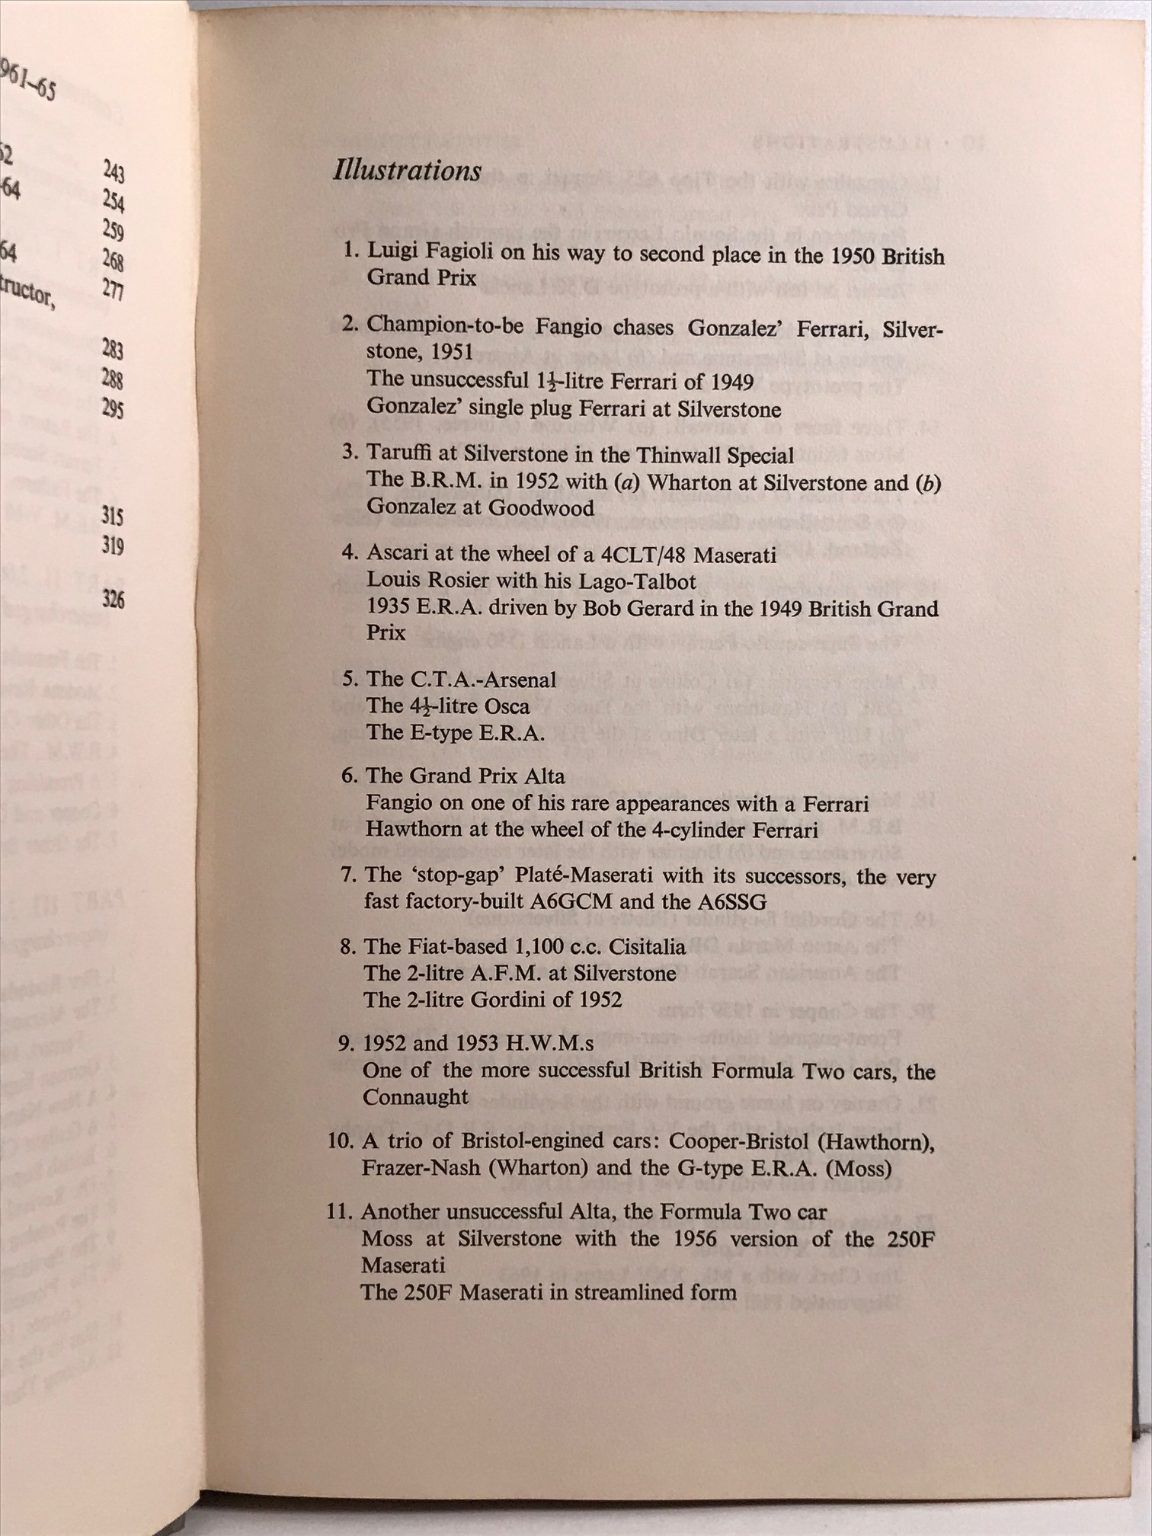 961–65
243
64
254
259
64
268
tructor,
277
283
288
295
315
319
326
Illustrations
1. Luigi Fagioli on his way to second place in the 1950 British
Grand Prix
2. Champion-to-be Fangio chases Gonzalez’ Ferrari, Silver-
stone, 1951
The unsuccessful 1½-litre Ferrari of 1949
Gonzalez’ single plug Ferrari at Silverstone
3. Taruffi at Silverstone in the Thinwall Special
The B.R.M. in 1952 with (a) Wharton at Silverstone and (b)
Gonzalez at Goodwood
4. Ascari at the wheel of a 4CLT/48 Maserati
Louis Rosier with his Lago-Talbot
1935 E.R.A. driven by Bob Gerard in the 1949 British Grand
Prix
5. The C.T.A.-Arsenal
The 4½-litre Osca
The E-type E.R.A.
6. The Grand Prix Alta
Fangio on one of his rare appearances with a Ferrari
Hawthorn at the wheel of the 4-cylinder Ferrari
7. The ‘stop-gap’ Platé-Maserati with its successors, the very
fast factory-built A6GCM and the A6SSG
8. The Fiat-based 1,100 c.c. Cisitalia
The 2-litre A.F.M. at Silverstone
The 2-litre Gordini of 1952
9. 1952 and 1953 H.W.M.s
One of the more successful British Formula Two cars, the
Connaught
10. A trio of Bristol-engined cars: Cooper-Bristol (Hawthorn),
Frazer-Nash (Wharton) and the G-type E.R.A. (Moss)
11. Another unsuccessful Alta, the Formula Two car
Moss at Silverstone with the 1956 version of the 250F
Maserati
The 250F Maserati in streamlined form